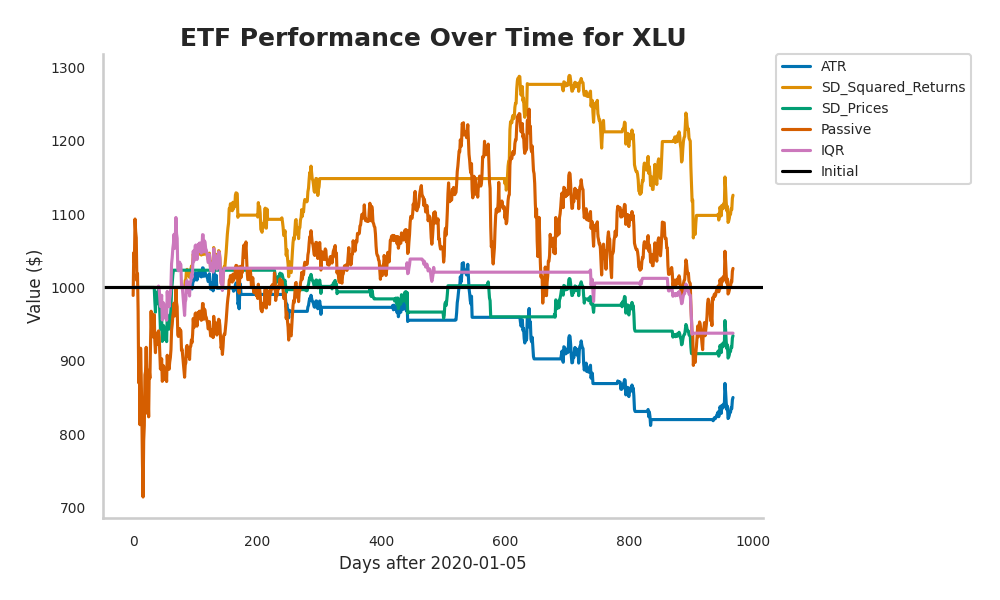 ETF Performance Over Time for XLU
1300
1200
1100
1000
900
800
700
Value ($)
0 200 400 600 800 1000
Days after 2020-01-05
ATR
SD_Squared_Returns
SD_Prices
Passive
IQR
Initial